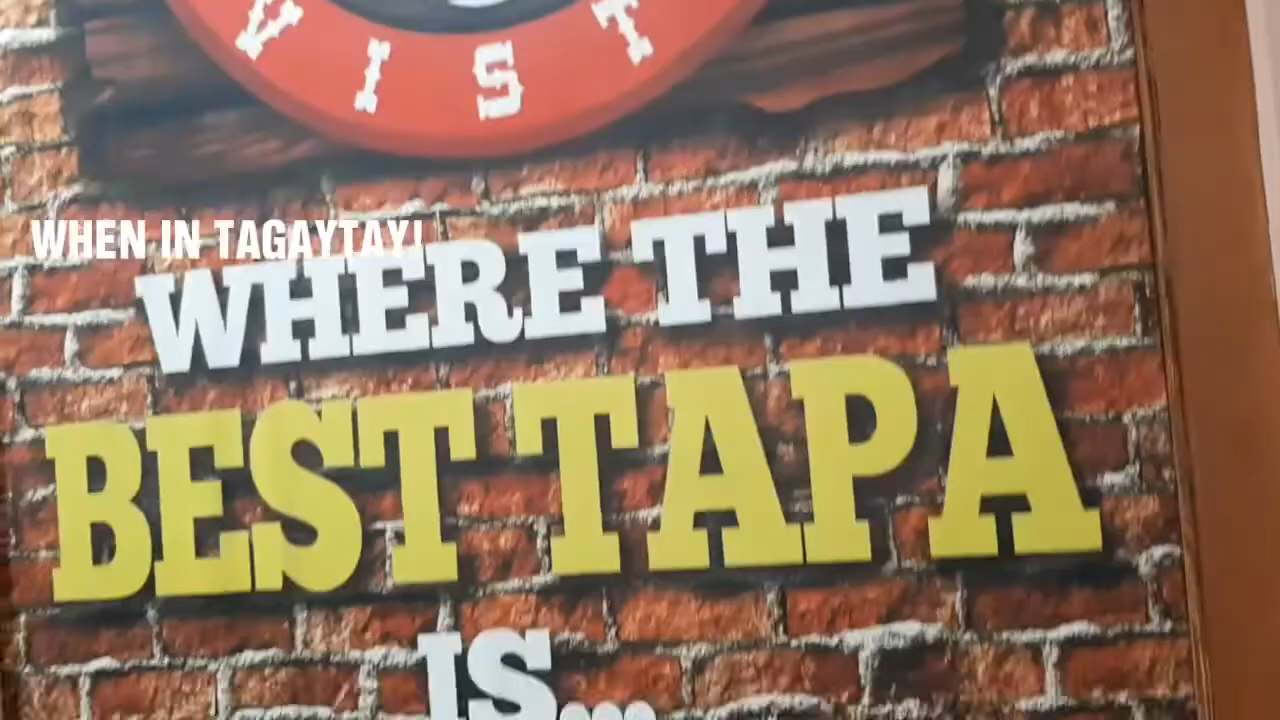 VIST
WHEN IN TAGAYTAY!
WHERE THE
BEST TAPA
IS...